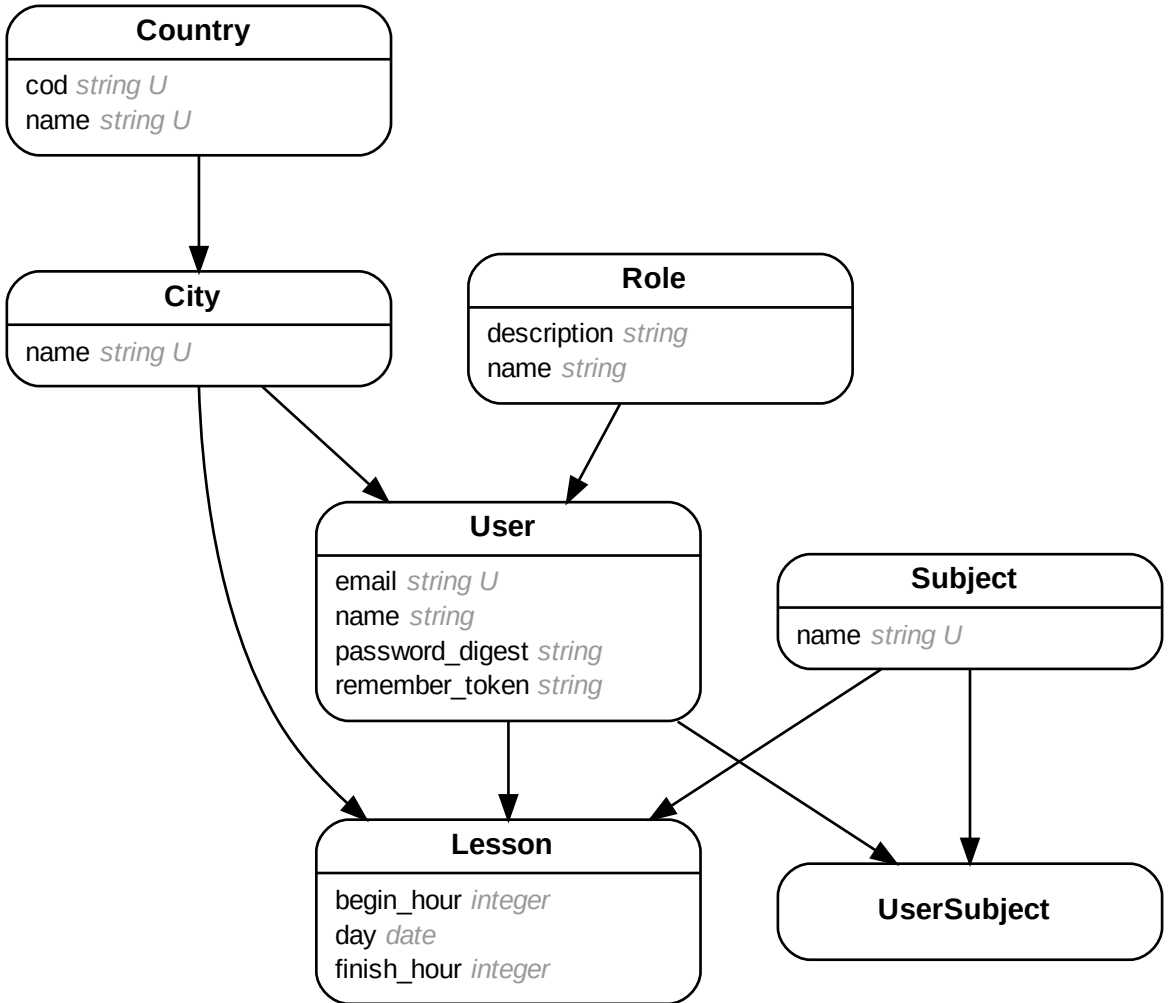 Country
cod string U
name string U
City
name string U
Role
description string
name string
User
email string U
name string
password_digest string
remember_token string
Subject
name string U
Lesson
begin_hour integer
day date
finish_hour integer
UserSubject